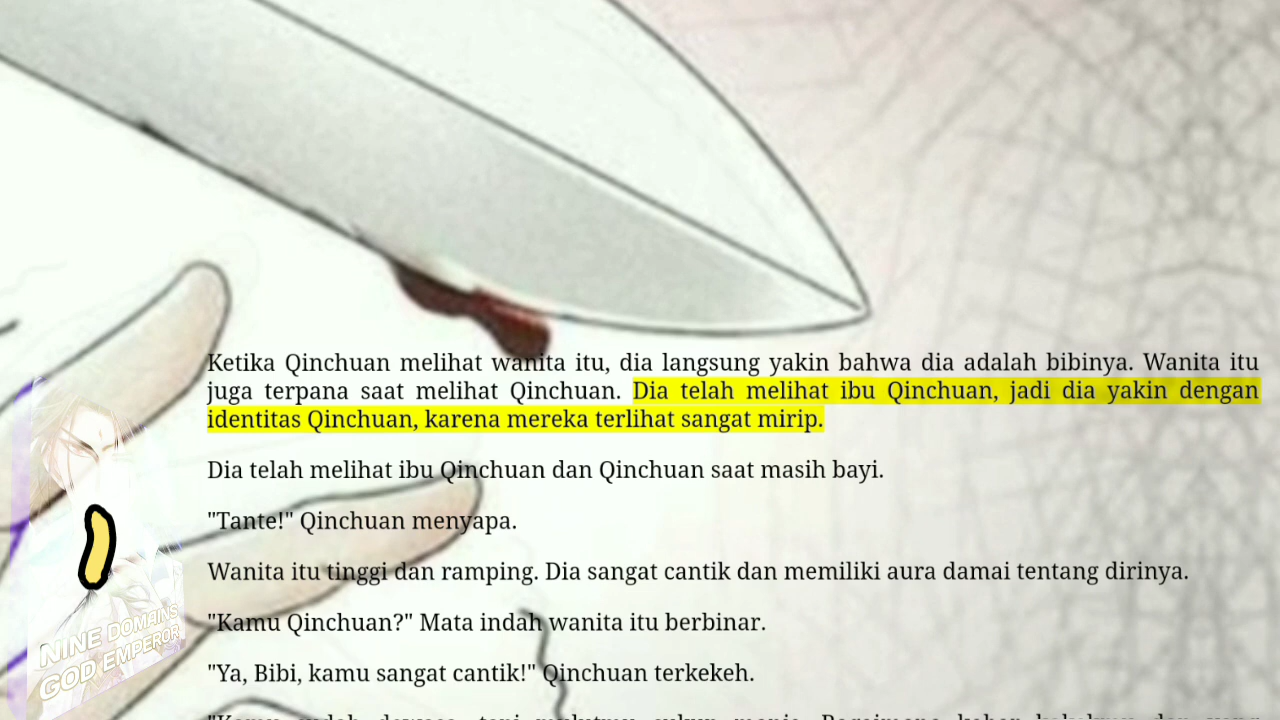 Ketika Qinchuan melihat wanita itu, dia langsung yakin bahwa dia adalah bibinya. Wanita itu
juga terpana saat melihat Qinchuan. Dia telah melihat ibu Qinchuan, jadi dia yakin dengan
identitas Qinchuan, karena mereka terlihat sangat mirip.
Dia telah melihat ibu Qinchuan dan Qinchuan saat masih bayi.
"Tante!" Qinchuan menyapa.
Wanita itu tinggi dan ramping. Dia sangat cantik dan memiliki aura damai tentang dirinya.
"Kamu Qinchuan?" Mata indah wanita itu berbinar.
"Ya, Bibi, kamu sangat cantik!" Qinchuan terkekeh.
NINE DOMAINS
GOD EMPEROR